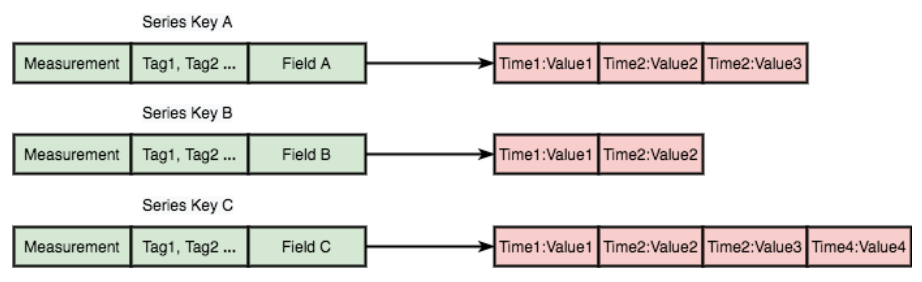 Series Key A
Measurement Tag1, Tag2 ... Field A Time1:Value1 Time2:Value2 Time2:Value3
Series Key B
Measurement Tag1, Tag2 ... Field B Time1:Value1 Time2:Value2
Series Key C
Measurement Tag1, Tag2 ... Field C Time1:Value1 Time2:Value2 Time2:Value3 Time4:Value4